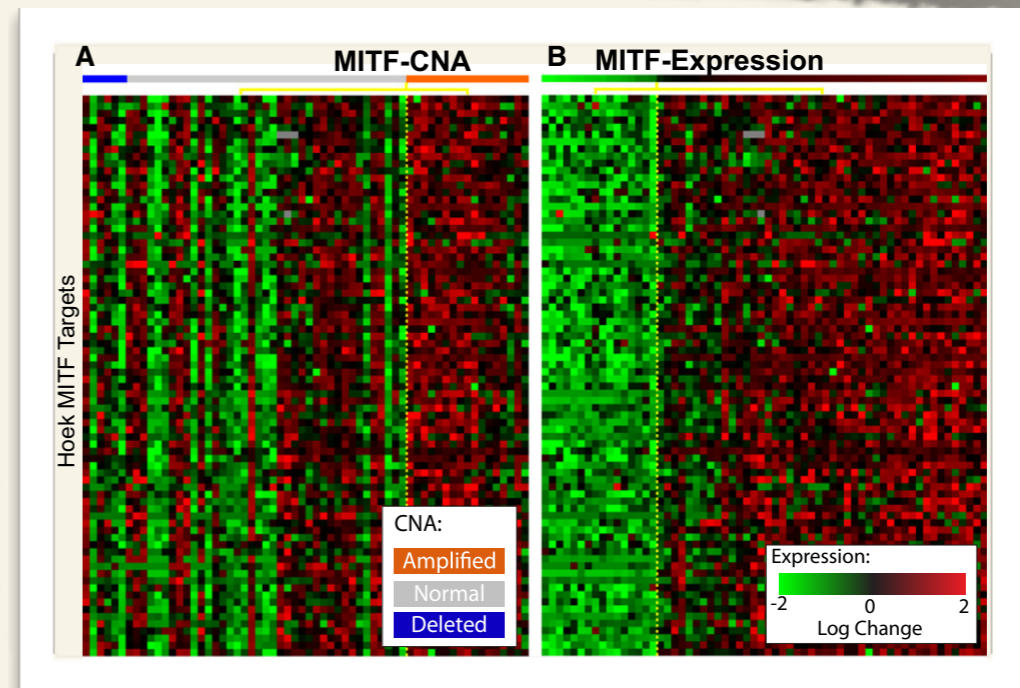 A
MITF-CNA
B
MITF-Expression
Hoek MITF Targets
CNA:
Amplified
Normal
Deleted
Expression:
-2
0
2
Log Change